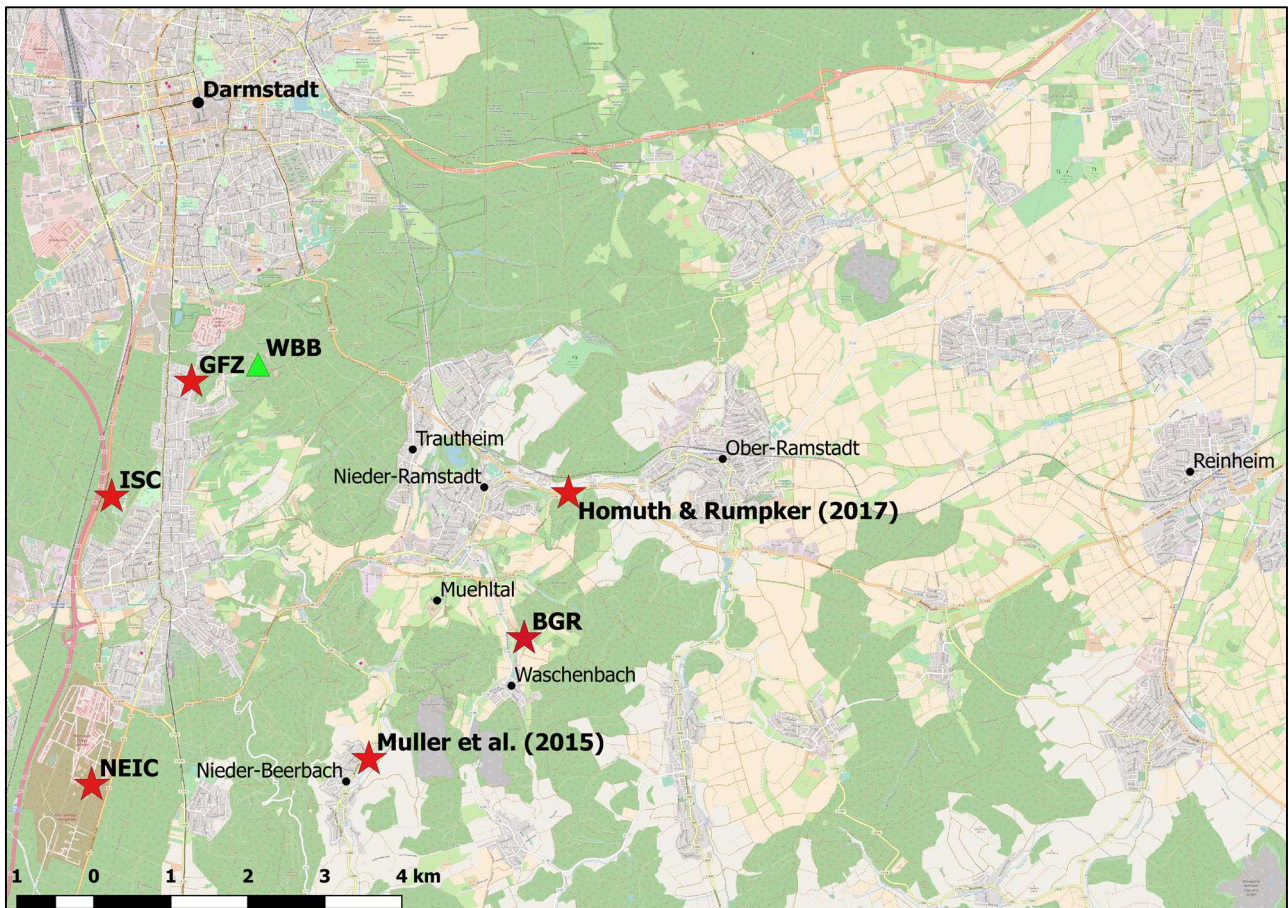 Darmstadt
WBB
GFZ
Trautheim
Ober-Ramstadt
Nieder-Ramstadt
Reinheim
ISC
Homuth & Rumpker (2017)
Muehltal
BGR
Waschenbach
Muller et al. (2015)
NEIC
Nieder-Beerbach
1 0 1 2 3 4 km